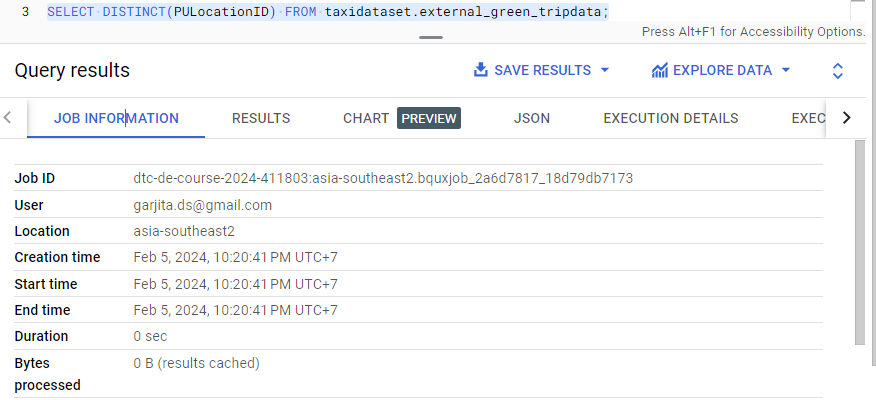 3 SELECT DISTINCT(PULocationID) FROM taxidataset.external_green_tripdata;
Press Alt+F1 for Accessibility Options.
Query results
SAVE RESULTS
EXPLORE DATA
JOB INFORMATION
RESULTS
CHART
PREVIEW
JSON
EXECUTION DETAILS
EXEC
Job ID dtc-de-course-2024-411803:asia-southeast2.bquxjob_2a6d7817_18d79db7173
User garjita.ds@gmail.com
Location asia-southeast2
Creation time Feb 5, 2024, 10:20:41 PM UTC+7
Start time Feb 5, 2024, 10:20:41 PM UTC+7
End time Feb 5, 2024, 10:20:41 PM UTC+7
Duration 0 sec
Bytes 0 B (results cached)
processed